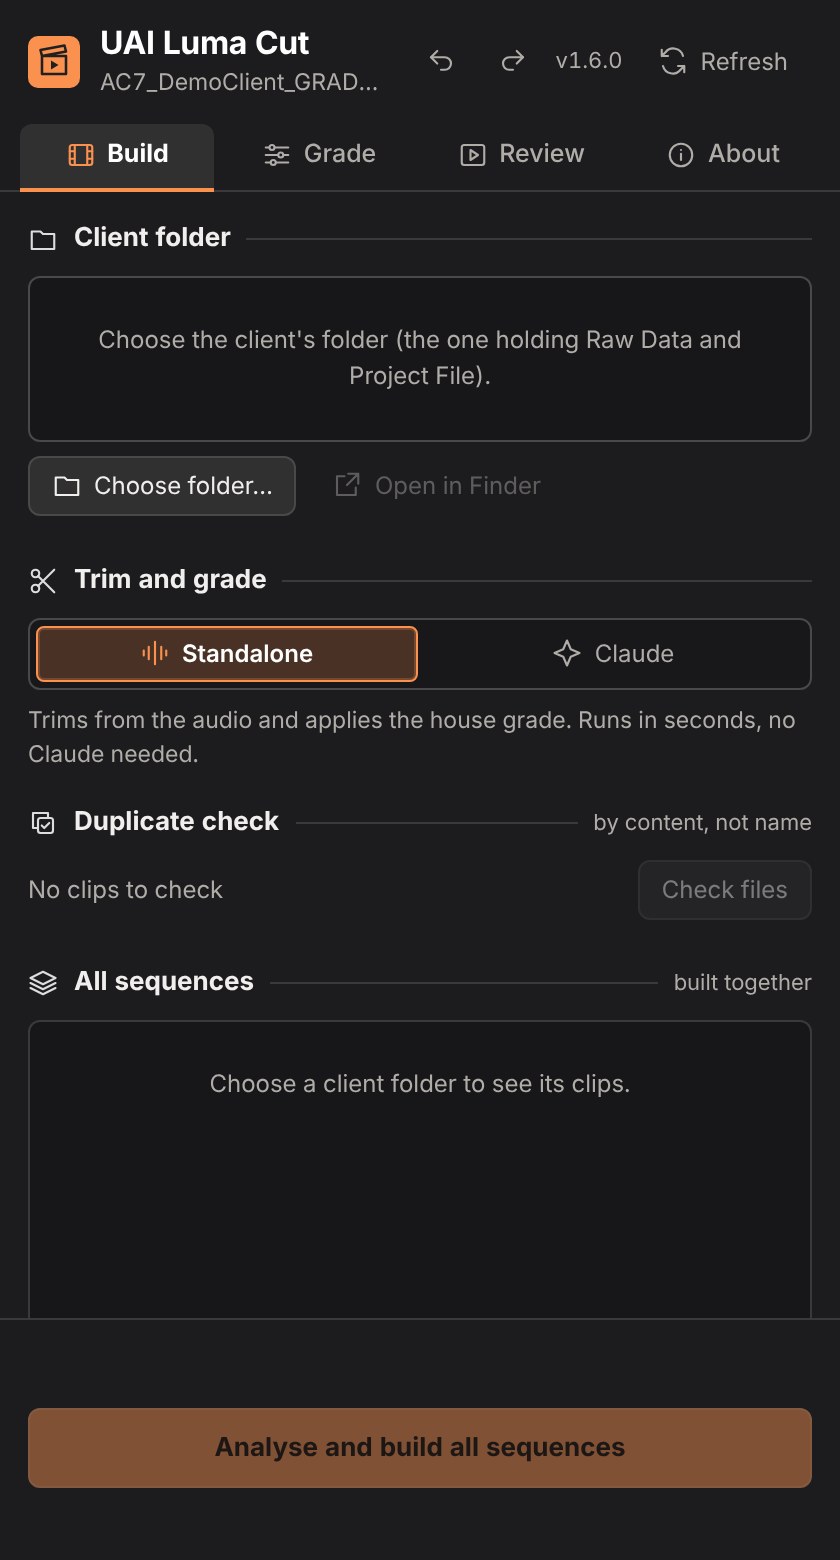 UAI Luma Cut
AC7_DemoClient_GRAD...
v1.6.0
Refresh
Build
Grade
Review
About
Client folder
Choose the client's folder (the one holding Raw Data and
Project File).
Choose folder...
Open in Finder
Trim and grade
Standalone
Claude
Trims from the audio and applies the house grade. Runs in seconds, no
Claude needed.
Duplicate check
by content, not name
No clips to check
Check files
All sequences
built together
Choose a client folder to see its clips.
Analyse and build all sequences